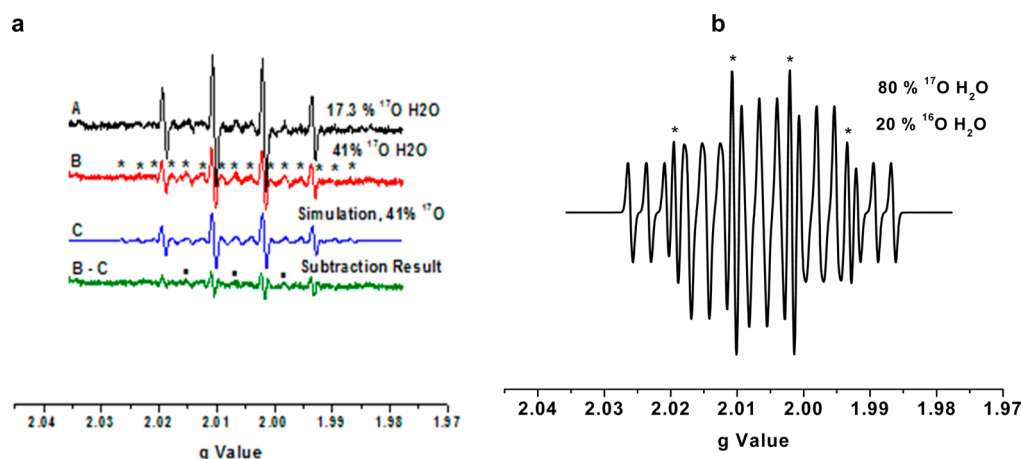 a
A
17.3 % ¹⁷O H2O
41% ¹⁷O H2O
B
* * * * * * * * * * * * * * * *
Simulation, 41% ¹⁷O
C
B - C
Subtraction Result
2.04 2.03 2.02 2.01 2.00 1.99 1.98 1.97
g Value
b
* *
80 % ¹⁷O H₂O
20 % ¹⁶O H₂O
* *
2.04 2.03 2.02 2.01 2.00 1.99 1.98 1.97
g Value